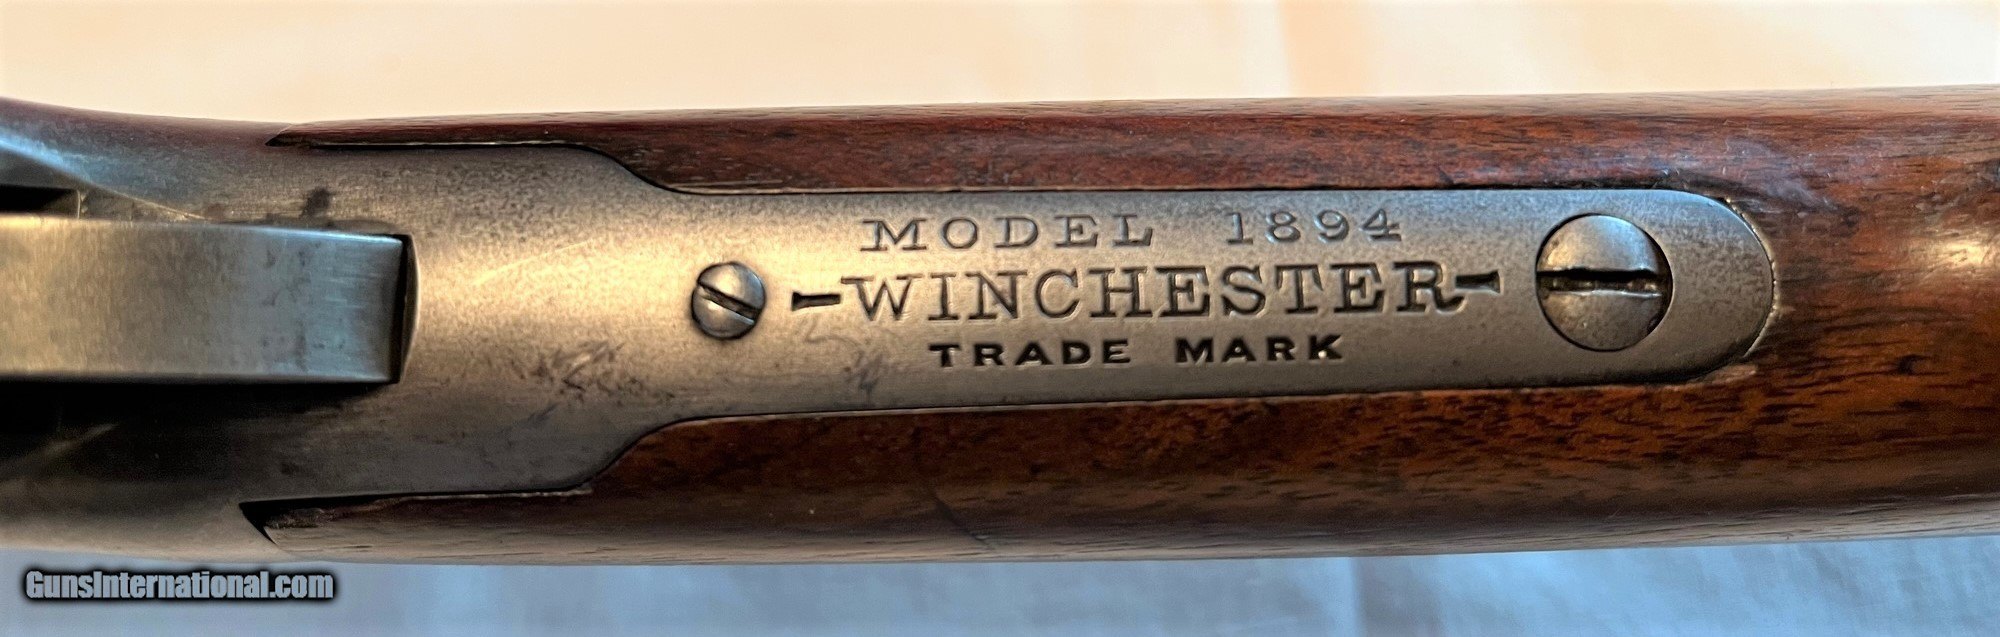 MODEL 1894
-WINCHESTER-
TRADE MARK
GunsInternational.com